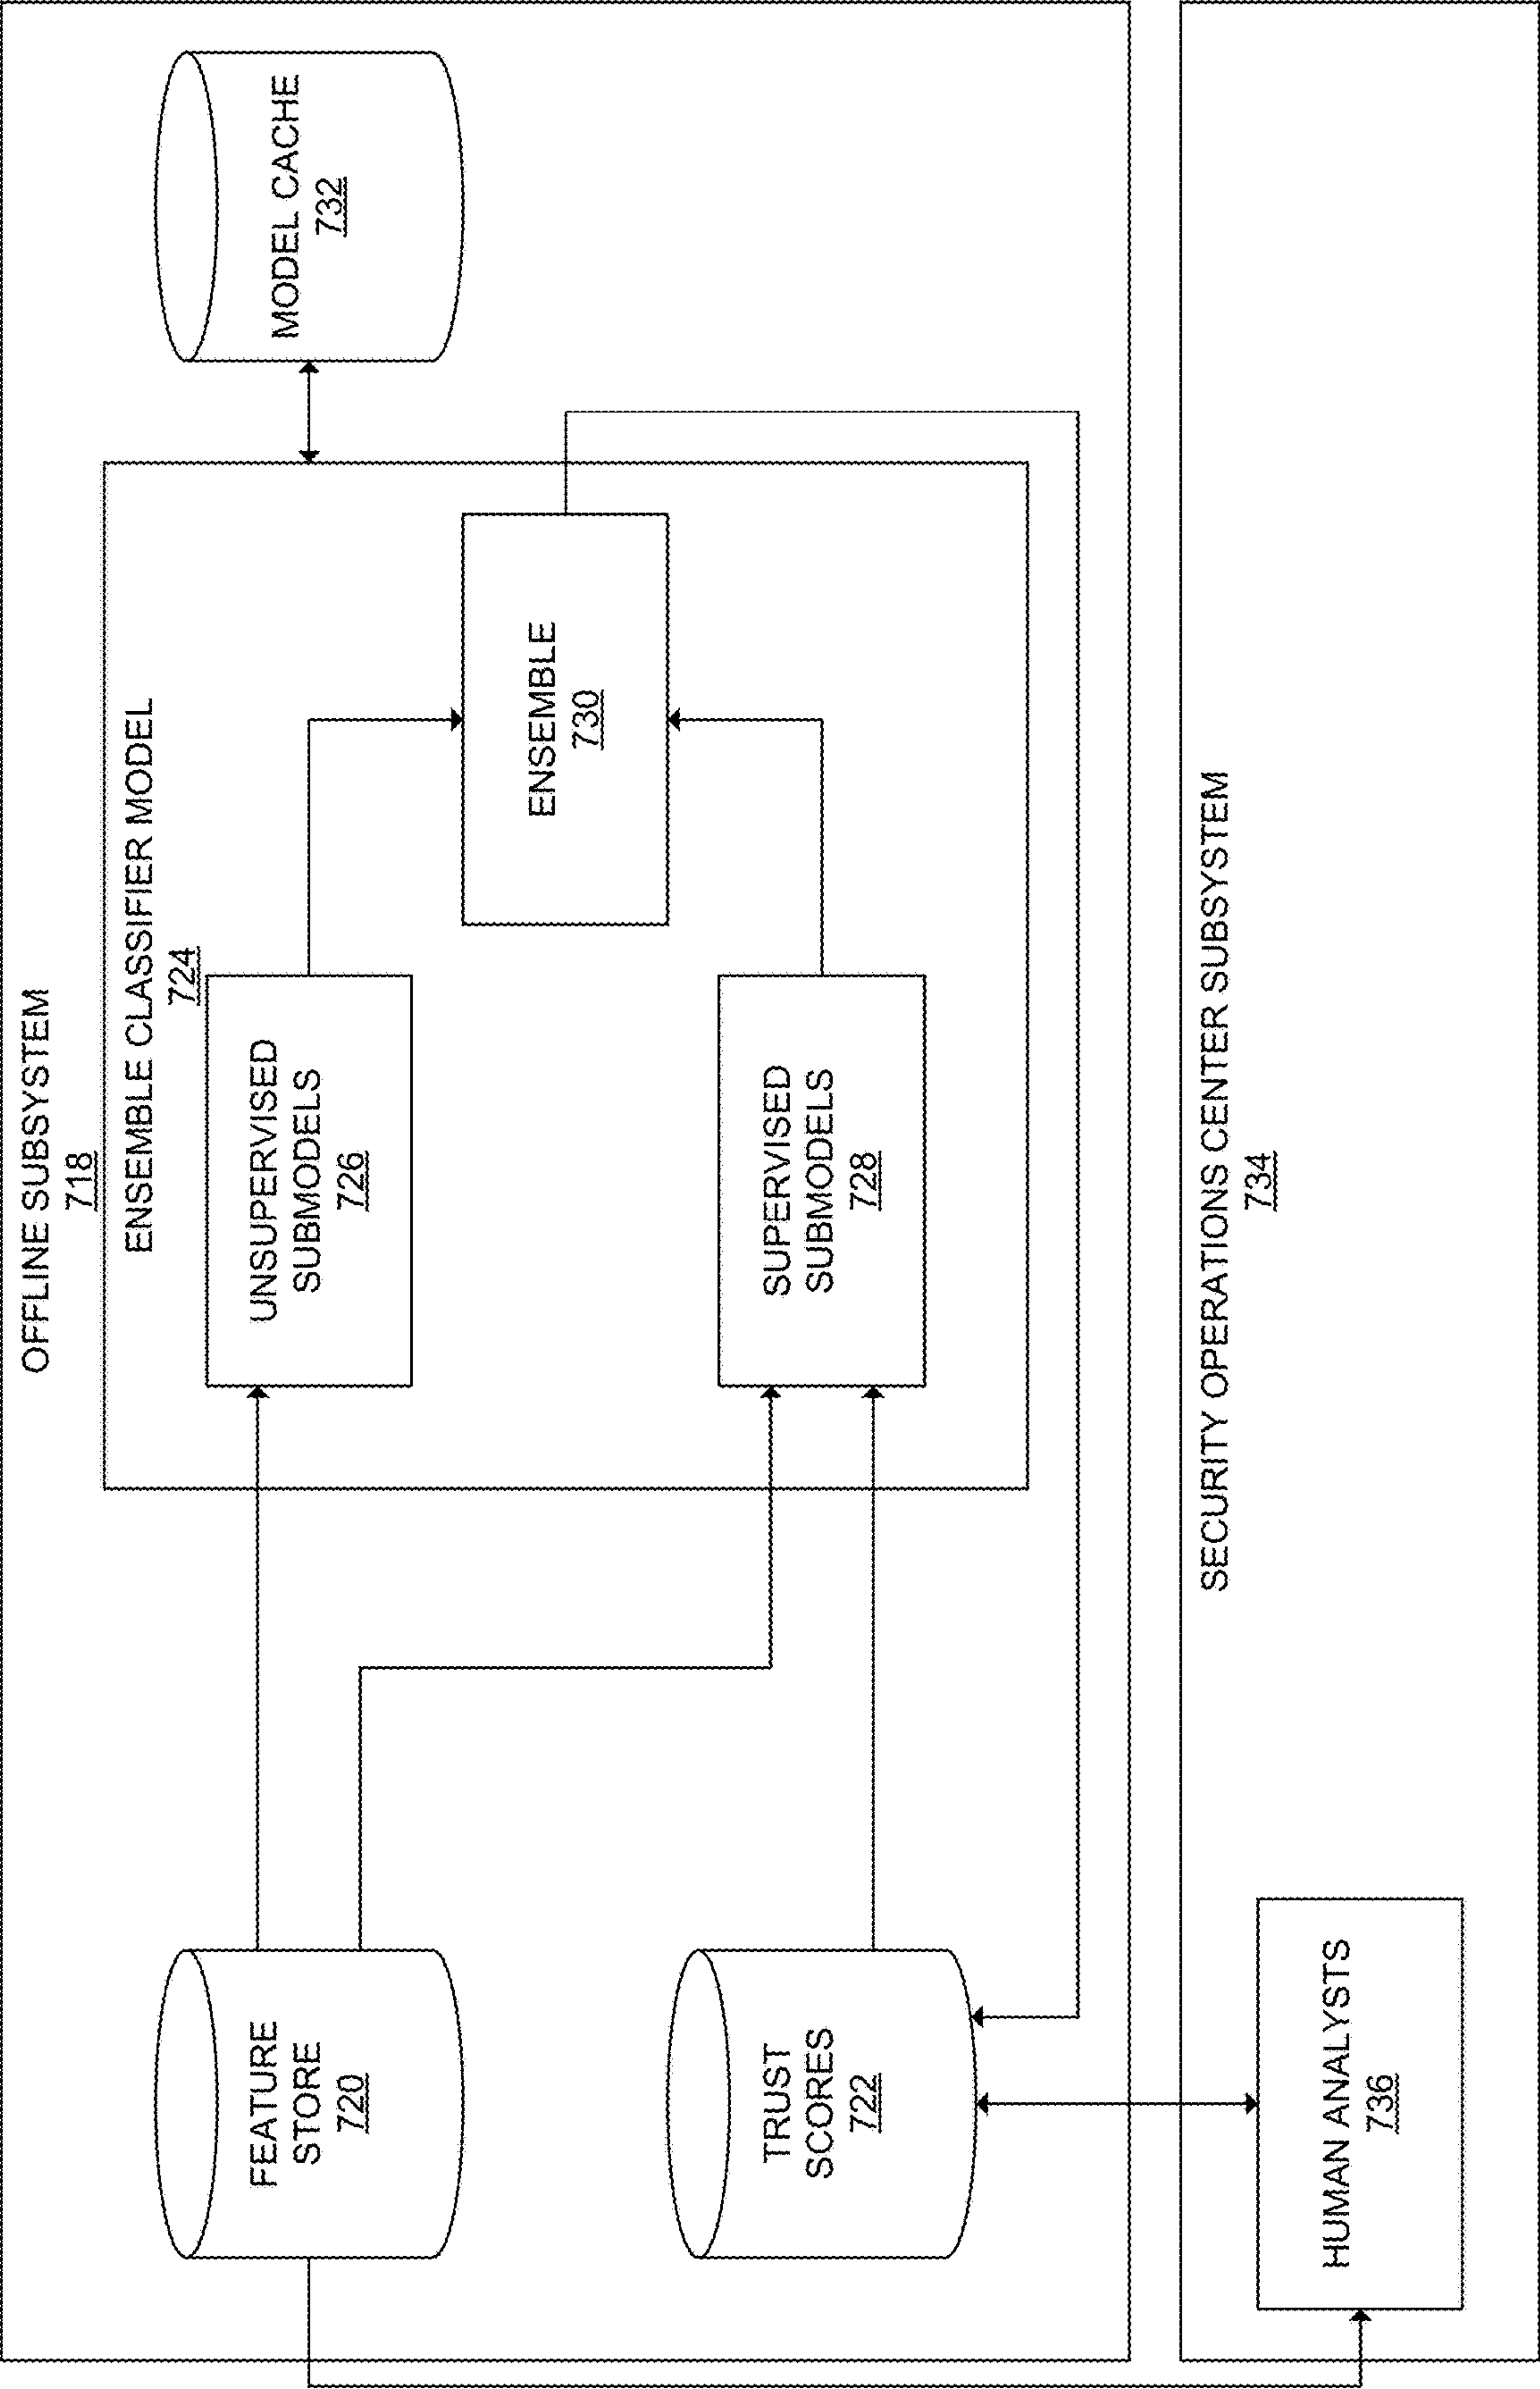 OFFLINE SUBSYSTEM
718
ENSEMBLE CLASSIFIER MODEL
724
FEATURE
STORE
720
UNSUPERVISED
SUBMODELS
726
MODEL CACHE
732
ENSEMBLE
730
TRUST
SCORES
722
SUPERVISED
SUBMODELS
728
SECURITY OPERATIONS CENTER SUBSYSTEM
734
HUMAN ANALYSTS
736